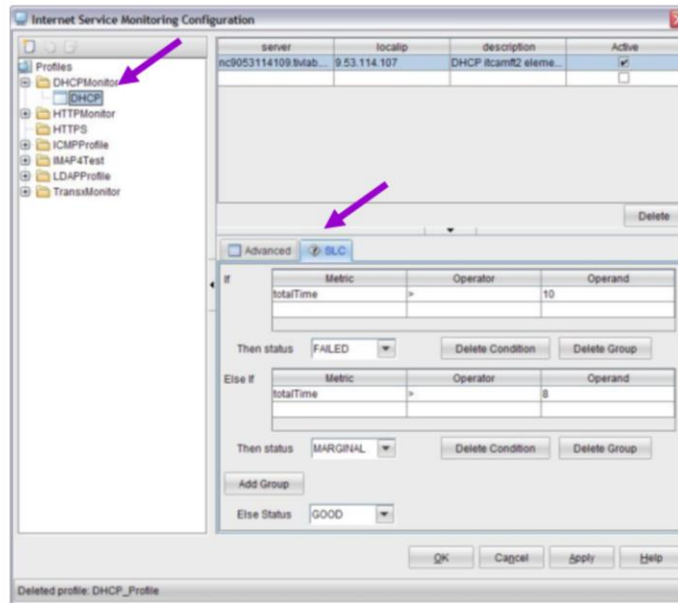 Internet Service Monitoring Configuration
Profiles
DHCPMonitor
DHCP
HTTPMonitor
HTTPS
ICMPProfile
IMAP4Test
LDAPProfile
TransxMonitor
server localip description Active
nc9053114109.tivlab... 9.53.114.107 DHCP itcamft2 eleme...
Delete
Advanced SLC
If Metric Operator Operand
totalTime > 10
Then status FAILED Delete Condition Delete Group
Else If Metric Operator Operand
totalTime > 8
Then status MARGINAL Delete Condition Delete Group
Add Group
Else Status GOOD
OK Cancel Apply Help
Deleted profile: DHCP_Profile